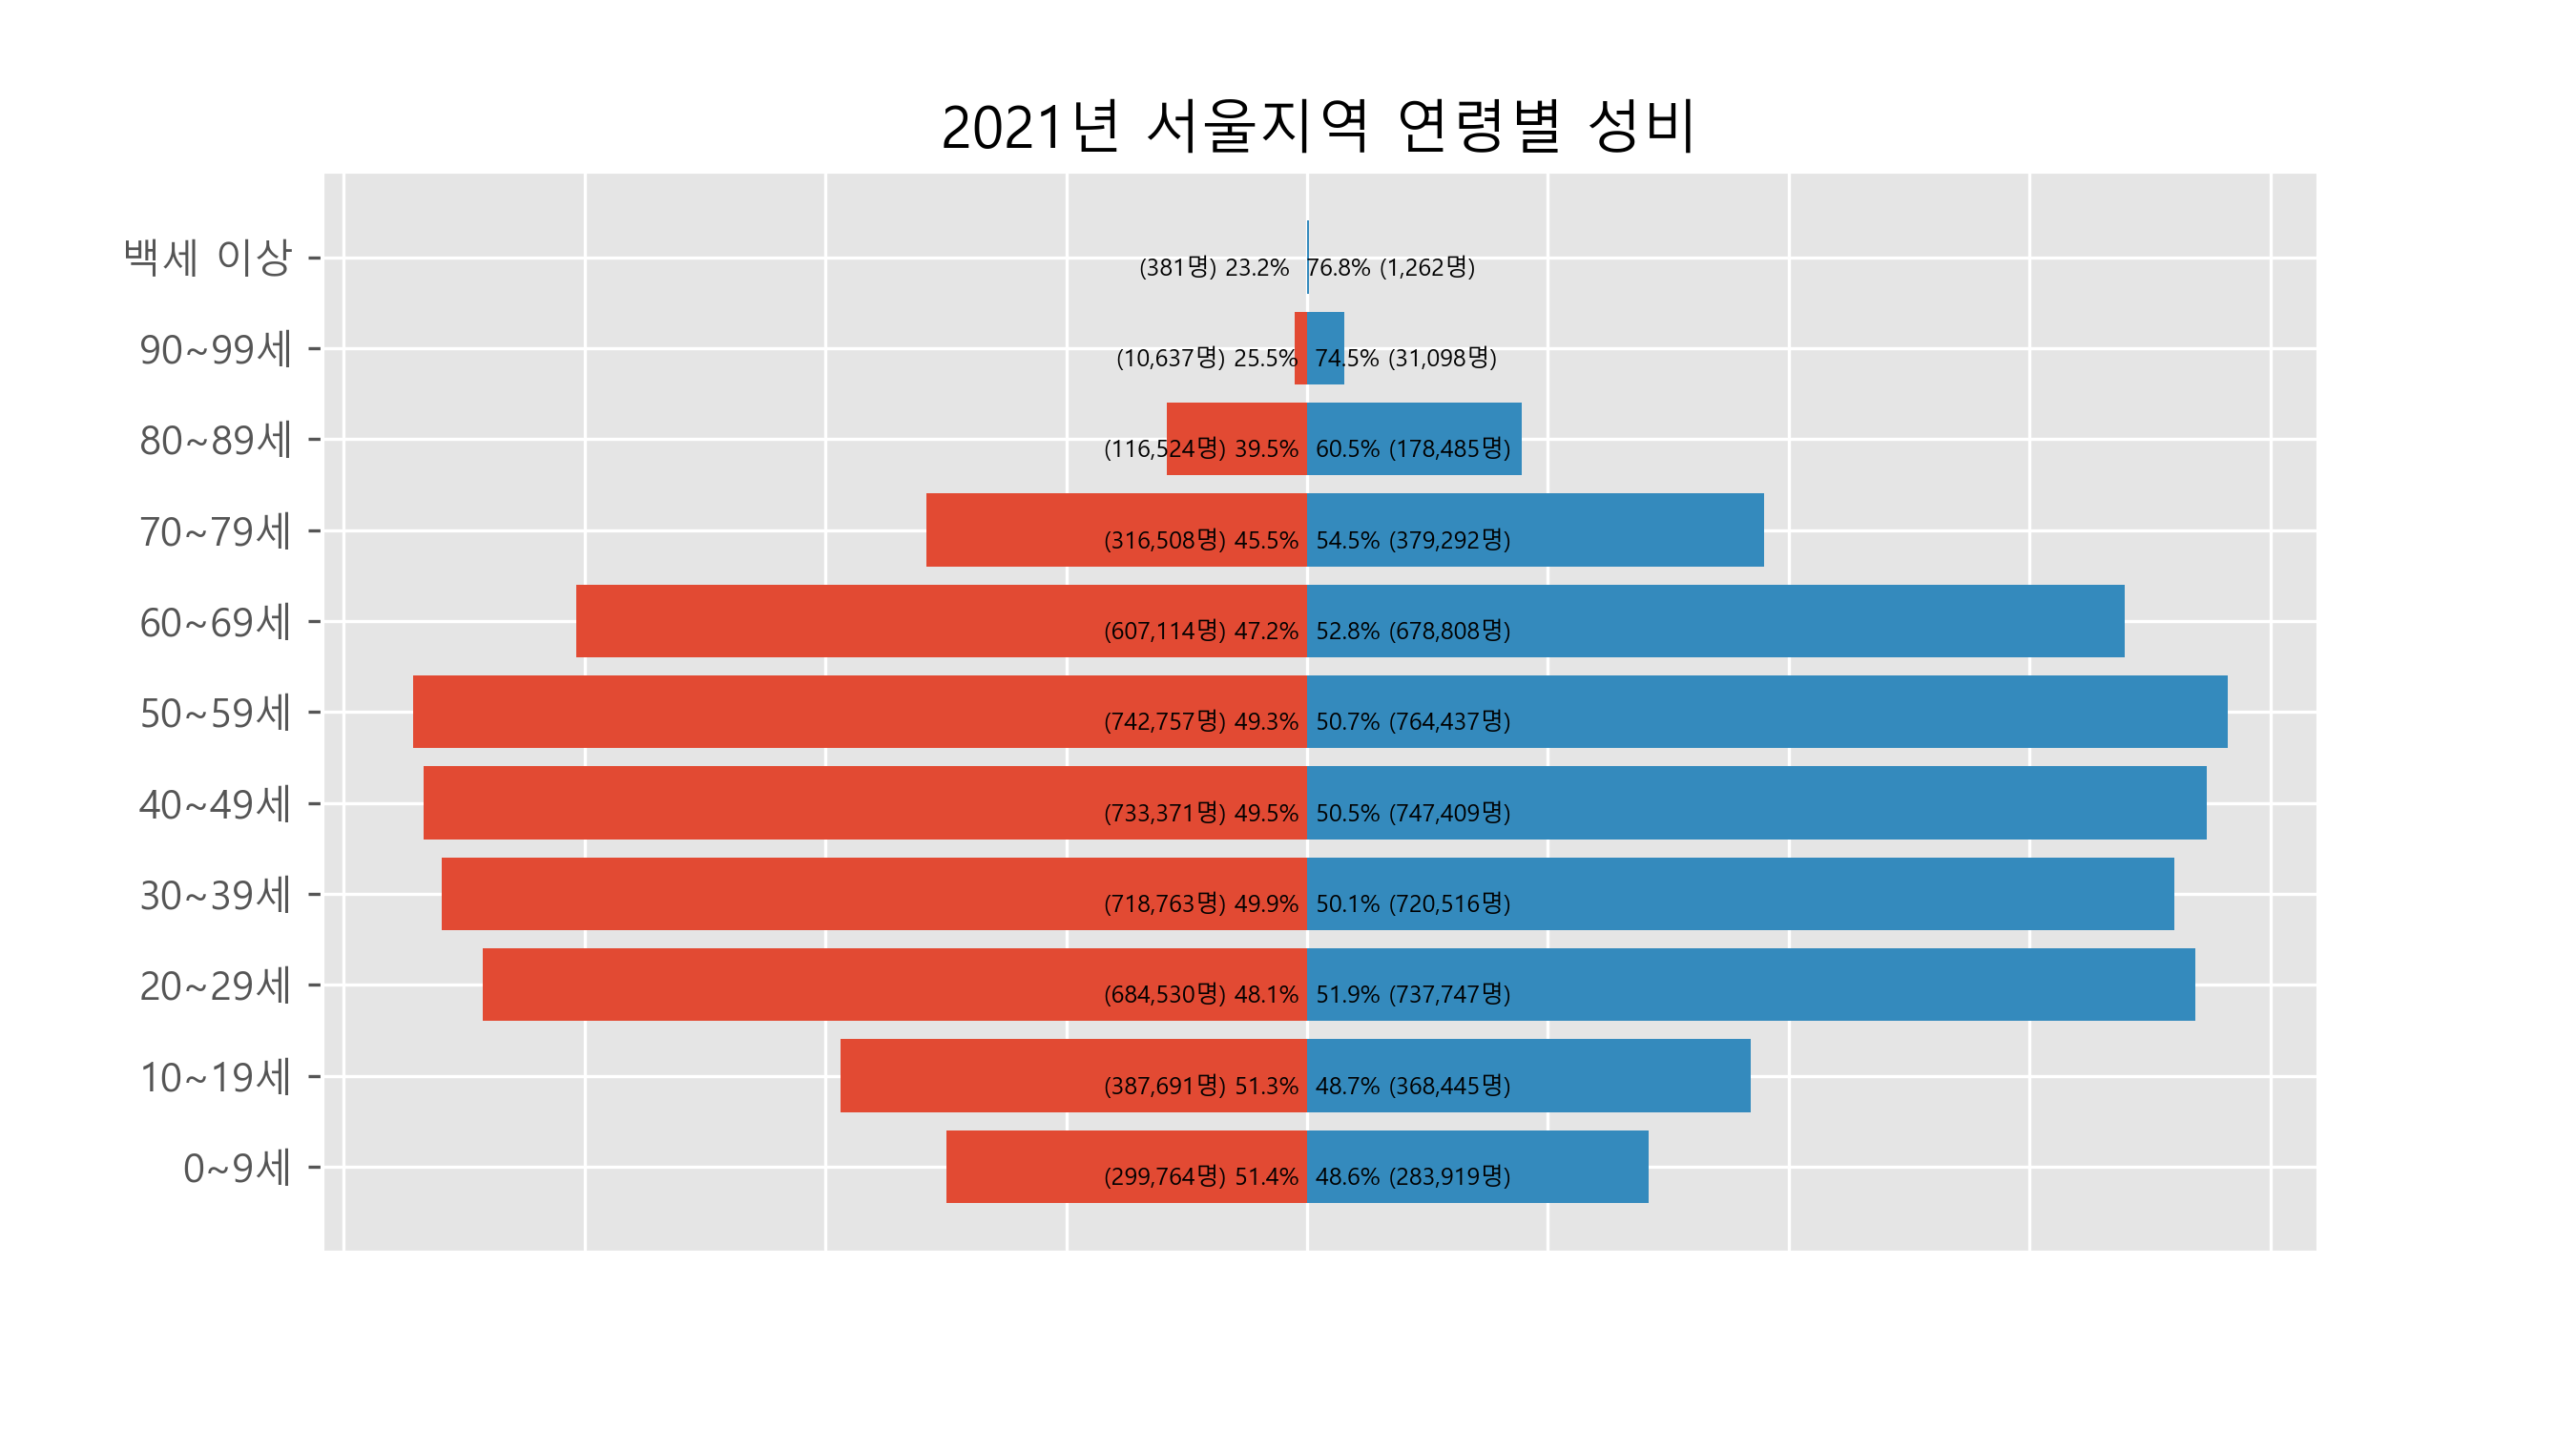 2021년 서울지역 연령별 성비
백세 이상 (381명) 23.2% 76.8% (1,262명)
90~99세 (10,637명) 25.5% 74.5% (31,098명)
80~89세 (116,524명) 39.5% 60.5% (178,485명)
70~79세 (316,508명) 45.5% 54.5% (379,292명)
60~69세 (607,114명) 47.2% 52.8% (678,808명)
50~59세 (742,757명) 49.3% 50.7% (764,437명)
40~49세 (733,371명) 49.5% 50.5% (747,409명)
30~39세 (718,763명) 49.9% 50.1% (720,516명)
20~29세 (684,530명) 48.1% 51.9% (737,747명)
10~19세 (387,691명) 51.3% 48.7% (368,445명)
0~9세 (299,764명) 51.4% 48.6% (283,919명)